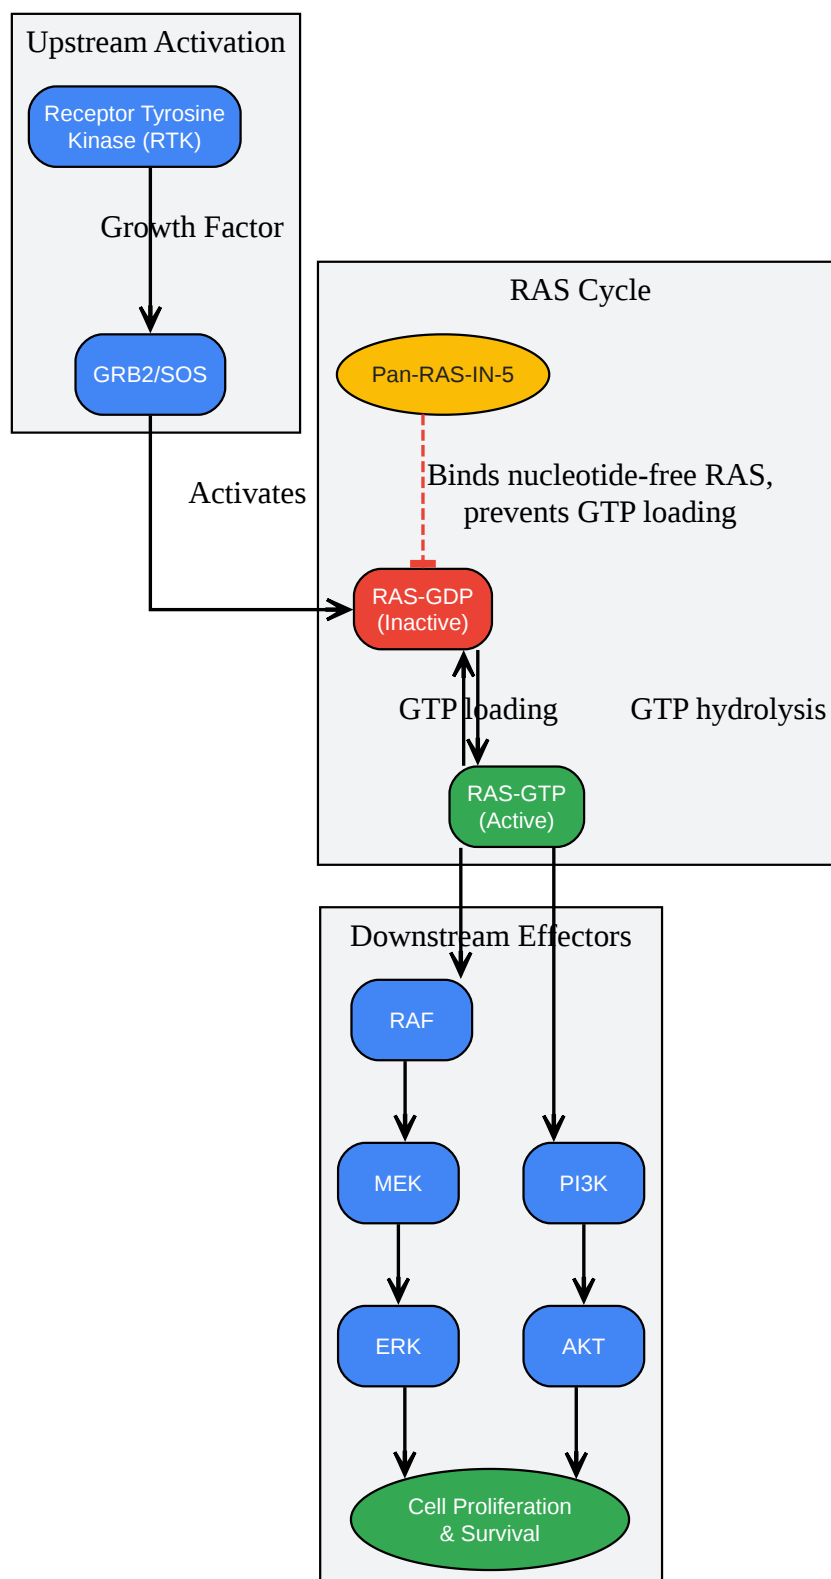 Upstream Activation
Receptor Tyrosine
Kinase (RTK)
Growth Factor
GRB2/SOS
Activates
RAS Cycle
Pan-RAS-IN-5
Binds nucleotide-free RAS,
prevents GTP loading
RAS-GDP
(Inactive)
GTP loading
GTP hydrolysis
RAS-GTP
(Active)
Downstream Effectors
RAF
MEK
PI3K
ERK
AKT
Cell Proliferation
& Survival